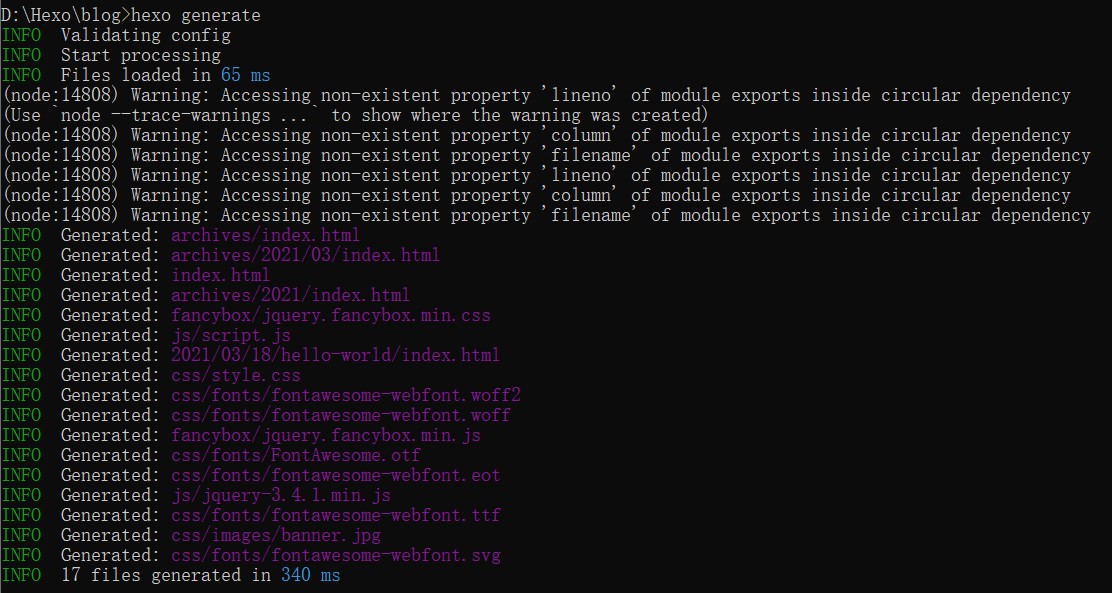 D:\Hexo\blog>hexo generate
INFO  Validating config
INFO  Start processing
INFO  Files loaded in 65 ms
(node:14808) Warning: Accessing non-existent property 'lineno' of module exports inside circular dependency
(Use `node --trace-warnings ...` to show where the warning was created)
(node:14808) Warning: Accessing non-existent property 'column' of module exports inside circular dependency
(node:14808) Warning: Accessing non-existent property 'filename' of module exports inside circular dependency
(node:14808) Warning: Accessing non-existent property 'lineno' of module exports inside circular dependency
(node:14808) Warning: Accessing non-existent property 'column' of module exports inside circular dependency
(node:14808) Warning: Accessing non-existent property 'filename' of module exports inside circular dependency
INFO  Generated: archives/index.html
INFO  Generated: archives/2021/03/index.html
INFO  Generated: index.html
INFO  Generated: archives/2021/index.html
INFO  Generated: fancybox/jquery.fancybox.min.css
INFO  Generated: js/script.js
INFO  Generated: 2021/03/18/hello-world/index.html
INFO  Generated: css/style.css
INFO  Generated: css/fonts/fontawesome-webfont.woff2
INFO  Generated: css/fonts/fontawesome-webfont.woff
INFO  Generated: fancybox/jquery.fancybox.min.js
INFO  Generated: css/fonts/FontAwesome.otf
INFO  Generated: css/fonts/fontawesome-webfont.eot
INFO  Generated: js/jquery-3.4.1.min.js
INFO  Generated: css/fonts/fontawesome-webfont.ttf
INFO  Generated: css/images/banner.jpg
INFO  Generated: css/fonts/fontawesome-webfont.svg
INFO  17 files generated in 340 ms